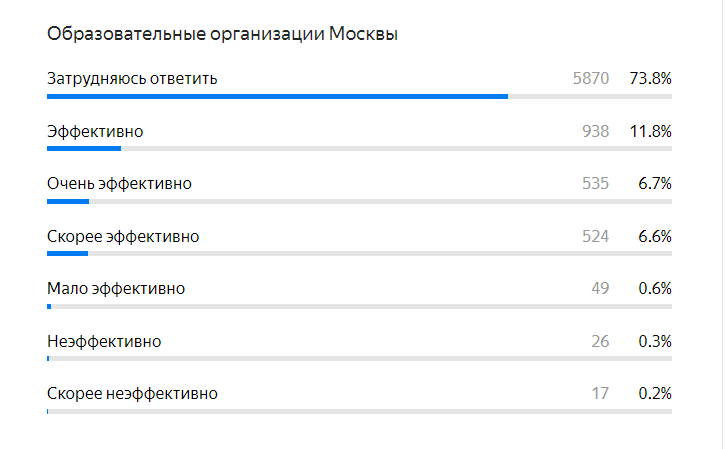 Образовательные организации Москвы
Затрудняюсь ответить 5870 73.8%
Эффективно 938 11.8%
Очень эффективно 535 6.7%
Скорее эффективно 524 6.6%
Мало эффективно 49 0.6%
Неэффективно 26 0.3%
Скорее неэффективно 17 0.2%